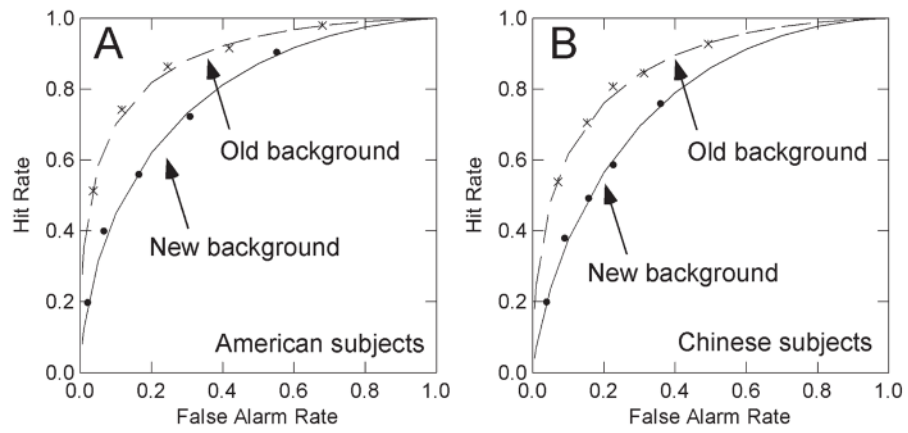 A
Hit Rate
1.0
0.8
0.6
0.4
0.2
0.0
Old background
New background
American subjects
0.0 0.2 0.4 0.6 0.8 1.0
False Alarm Rate
B
Hit Rate
1.0
0.8
0.6
0.4
0.2
0.0
Old background
New background
Chinese subjects
0.0 0.2 0.4 0.6 0.8 1.0
False Alarm Rate